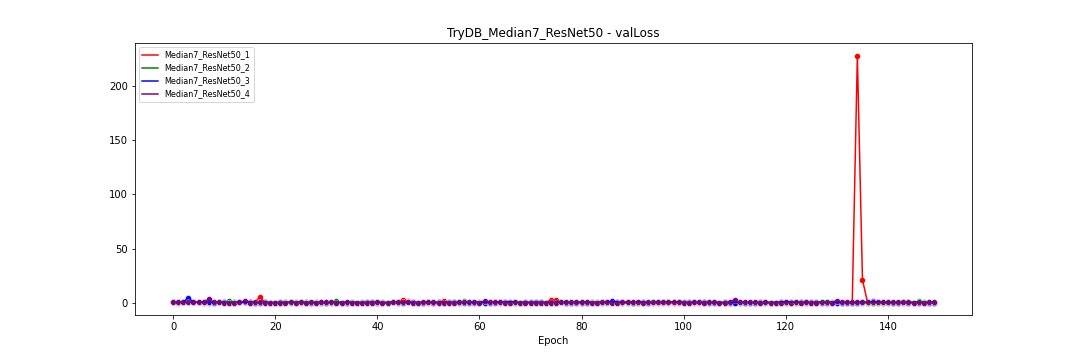 TryDB_Median7_ResNet50 - valLoss
Median7_ResNet50_1
Median7_ResNet50_2
Median7_ResNet50_3
Median7_ResNet50_4
200
150
100
50
0
0 20 40 60 80 100 120 140
Epoch